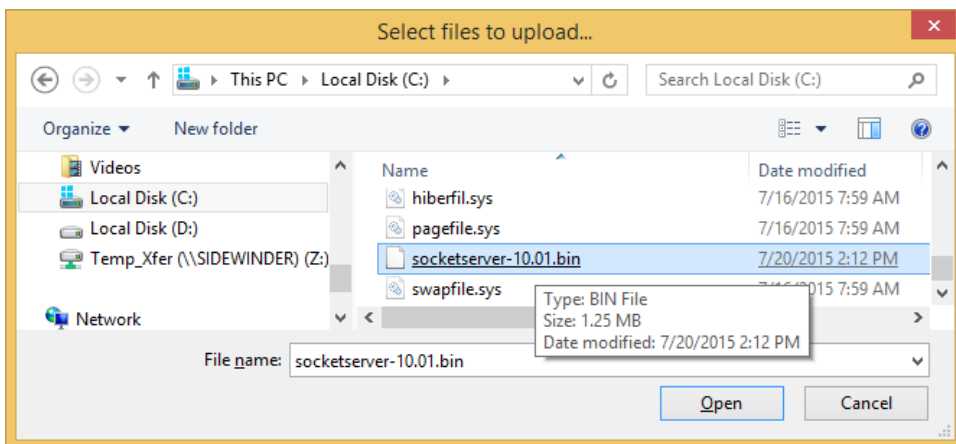 Select files to upload...
This PC Local Disk (C:) Search Local Disk (C:)
Organize New folder
Videos Name Date modified
Local Disk (C:) hiberfil.sys 7/16/2015 7:59 AM
Local Disk (D:) pagefile.sys 7/16/2015 7:59 AM
Temp_Xfer (\\SIDEWINDER) (Z:) socketserver-10.01.bin 7/20/2015 2:12 PM
swapfile.sys 015 7:59 AM
Type: BIN File
Network Size: 1.25 MB
Date modified: 7/20/2015 2:12 PM
File name: socketserver-10.01.bin
Open Cancel